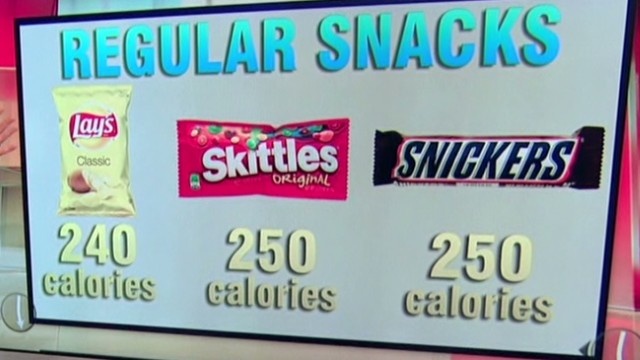 REGULAR SNACKS
Lay's
Classic
Skittles
ORIGINAL
SNICKERS
240
calories
250
calories
250
calories